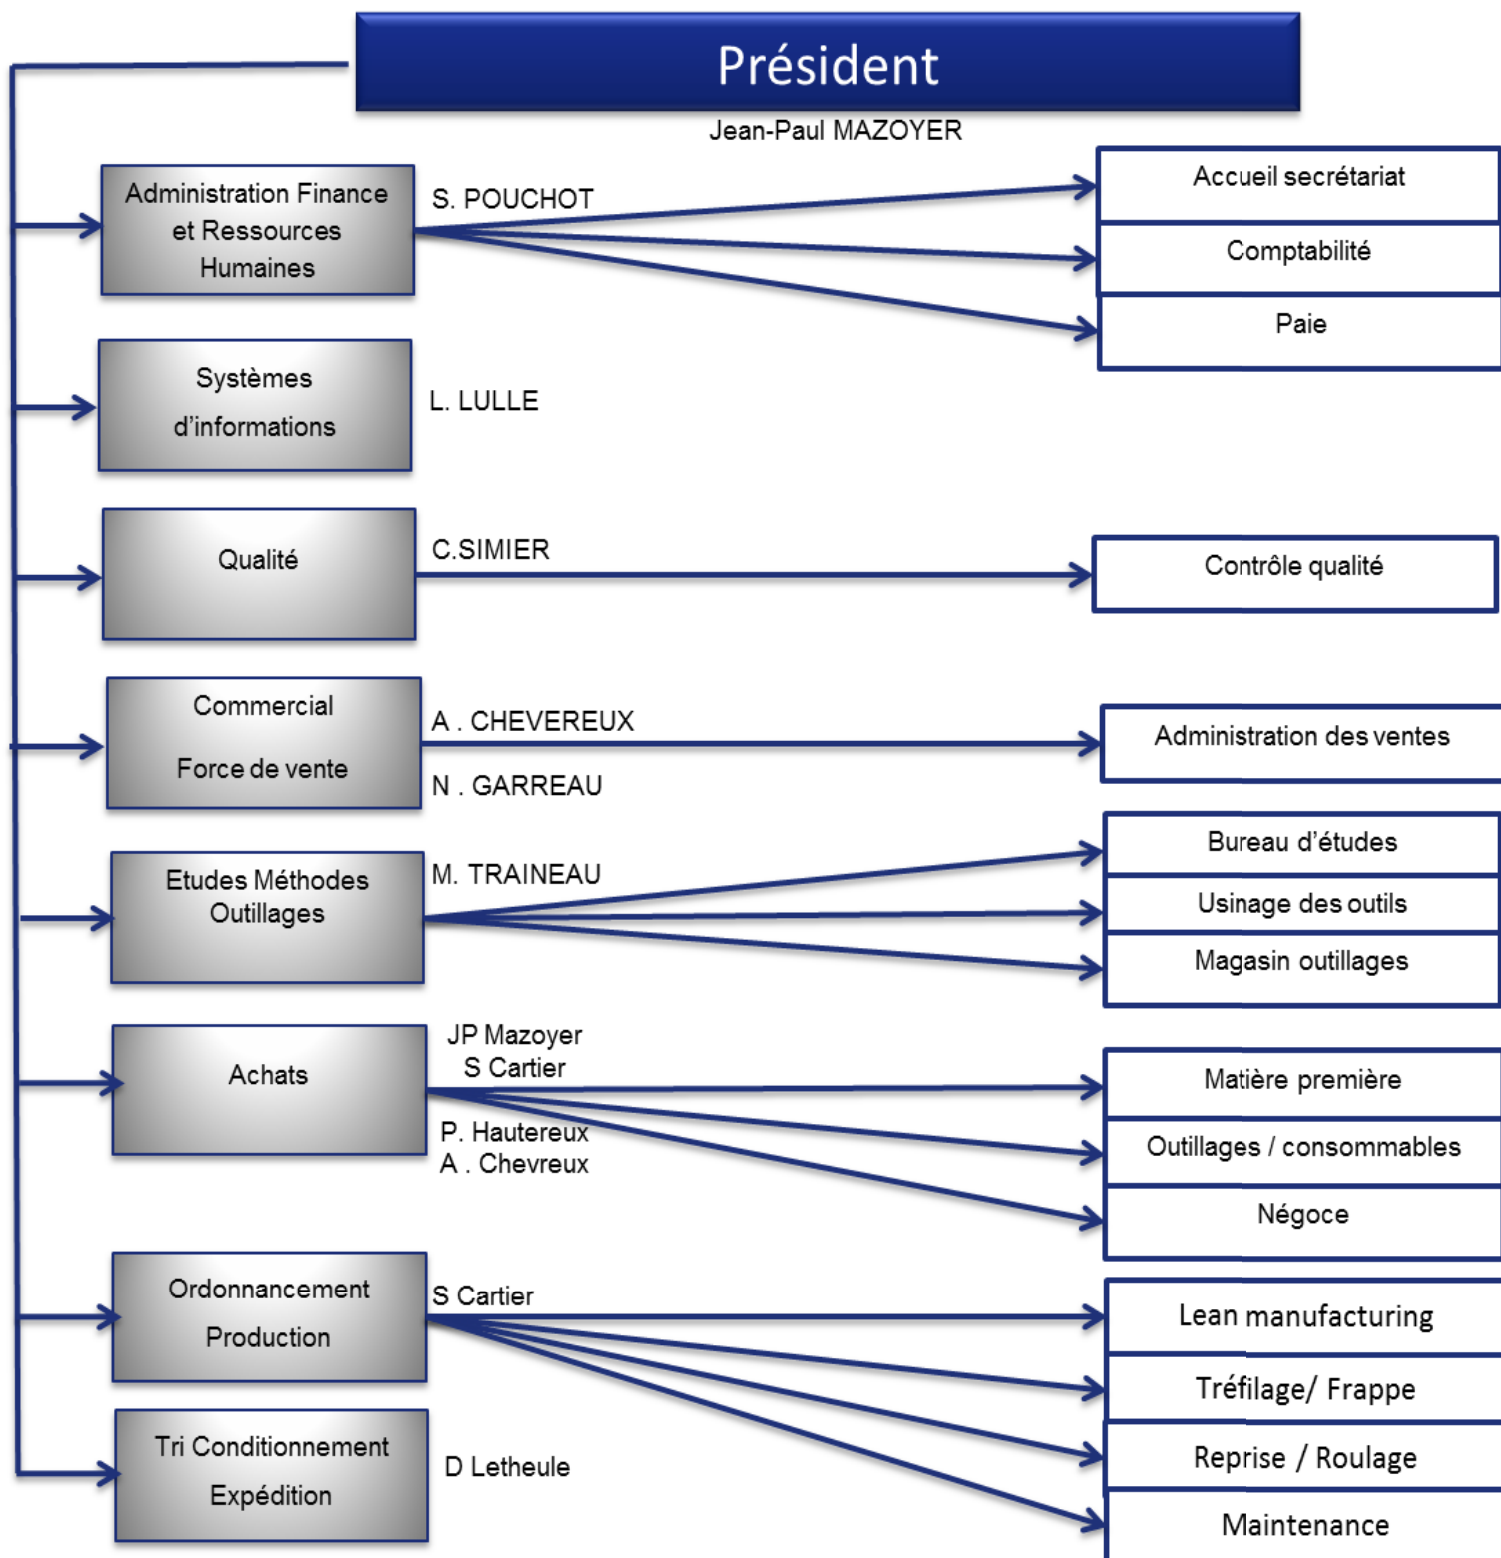 Président
Jean-Paul MAZOYER
Administration Finance
et Ressources
Humaines
S. POUCHOT
Accueil secrétariat
Comptabilité
Paie
Systèmes
d'informations
L. LULLE
Qualité
C.SIMIER
Contrôle qualité
Commercial
Force de vente
A . CHEVEREUX
N . GARREAU
Administration des ventes
Etudes Méthodes
Outillages
M. TRAINEAU
Bureau d'études
Usinage des outils
Magasin outillages
Achats
JP Mazoyer
S Cartier
P. Hautereux
A . Chevreux
Matière première
Outillages / consommables
Négoce
Ordonnancement
Production
S Cartier
Lean manufacturing
Tréfilage/ Frappe
Reprise / Roulage
Maintenance
Tri Conditionnement
Expédition
D Letheule